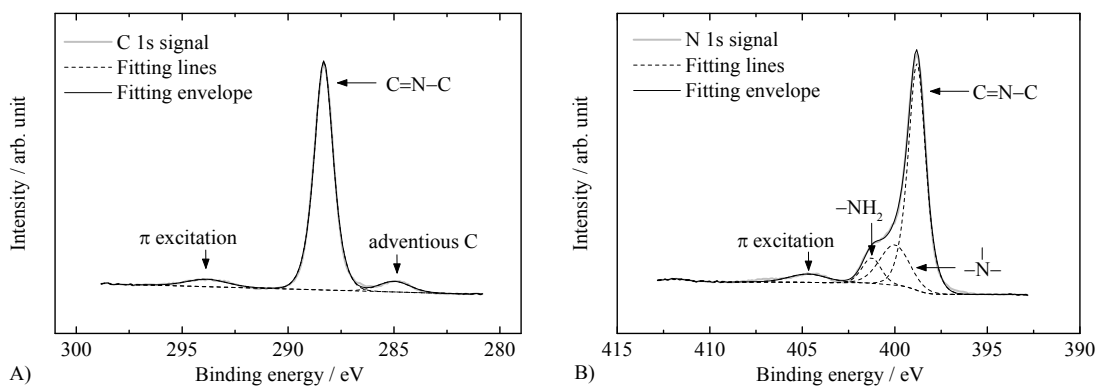 C 1s signal
Fitting lines
Fitting envelope
C=N−C
π excitation
adventious C
Intensity / arb. unit
300 295 290 285 280
Binding energy / eV
A)
N 1s signal
Fitting lines
Fitting envelope
C=N−C
−NH2
π excitation
−N−
Intensity / arb. unit
415 405 400 395 390
Binding energy / eV
B)